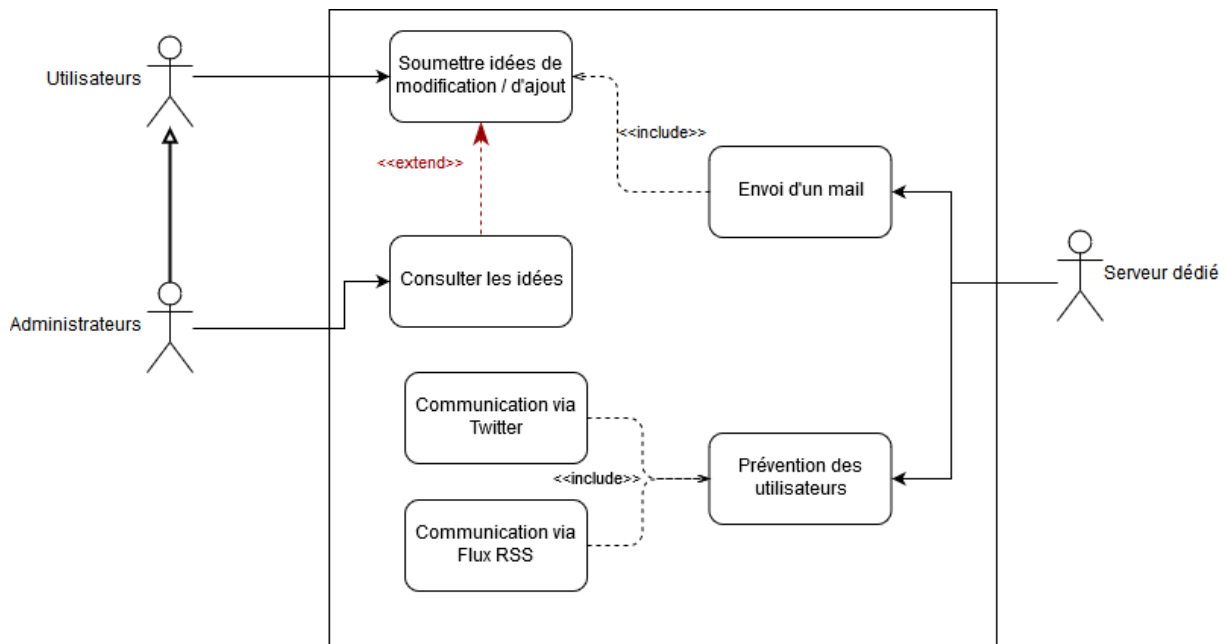 Soumettre idées de
modification / d'ajout
Utilisateurs
<<include>>
<<extend>>
Envoi d'un mail
Consulter les idées
Serveur dédié
Administrateurs
Communication via
Twitter
Prévention des
utilisateurs
<<include>>
Communication via
Flux RSS